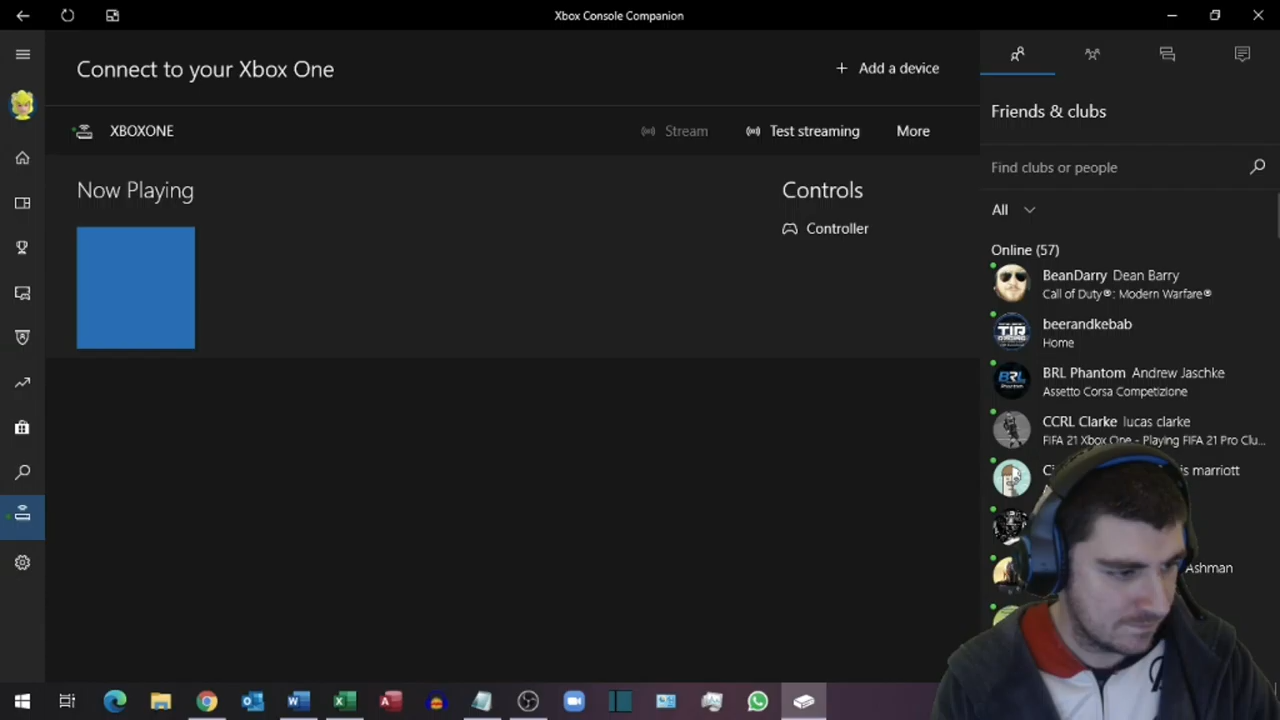 Xbox Console Companion
Connect to your Xbox One
+ Add a device
XBOXONE
Stream
Test streaming
More
Now Playing
Controls
Controller
Friends & clubs
Find clubs or people
All
Online (57)
BeanDarry Dean Barry
Call of Duty®: Modern Warfare®
beerandkebab
Home
BRL Phantom Andrew Jaschke
Assetto Corsa Competizione
CCRL Clarke lucas clarke
FIFA 21 Xbox One - Playing FIFA 21 Pro Clu...
marriott
Ashman